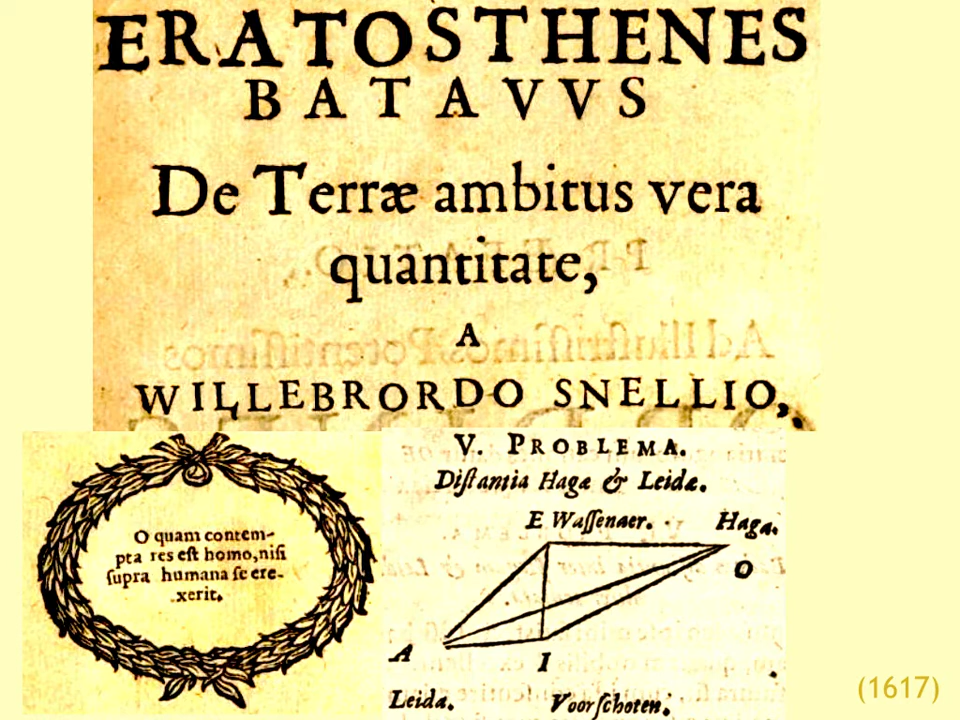 ERATOSTHENES
BATAVVS
De Terræ ambitus vera
quantitate,
A
WILLEBRORDO SNELLIO,
O quam contem-
pta res est homo, nisi
supra humana se ere-
xerit.
V. PROBLEMA.
Distantia Hagæ & Leidæ.
E Wassenaer. Haga.
O
A
I
Leida. Voorschoten.
(1617)